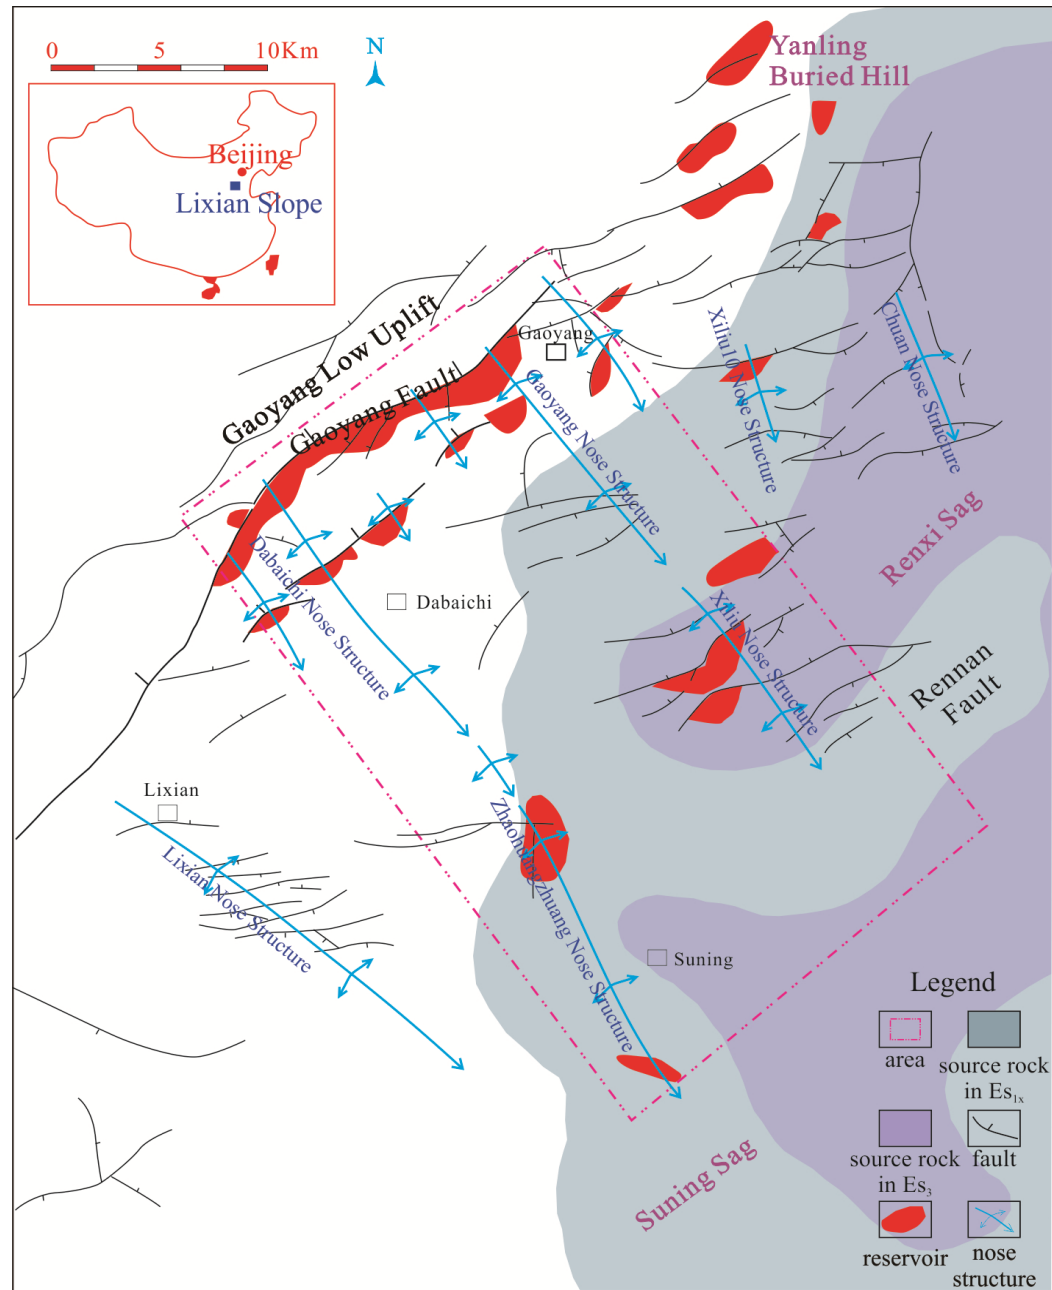 0 5 10Km
N
Yanling
Buried Hill
Beijing
Lixian Slope
Gaoyang Low Uplift
Gaoyang Fault
Gaoyang
Gaoyang Nose Structure
Xiliu10 Nose Structure
Chuan Nose Structure
Renxi Sag
Dabaichi Nose Structure
Dabaichi
Xiliu Nose Structure
Rennan
Fault
Lixian
Lixian Nose Structure
Zhaohuangzhuang Nose Structure
Suning
Suning Sag
Legend
area
source rock
in Es1x
source rock
in Es3
fault
reservoir
nose
structure